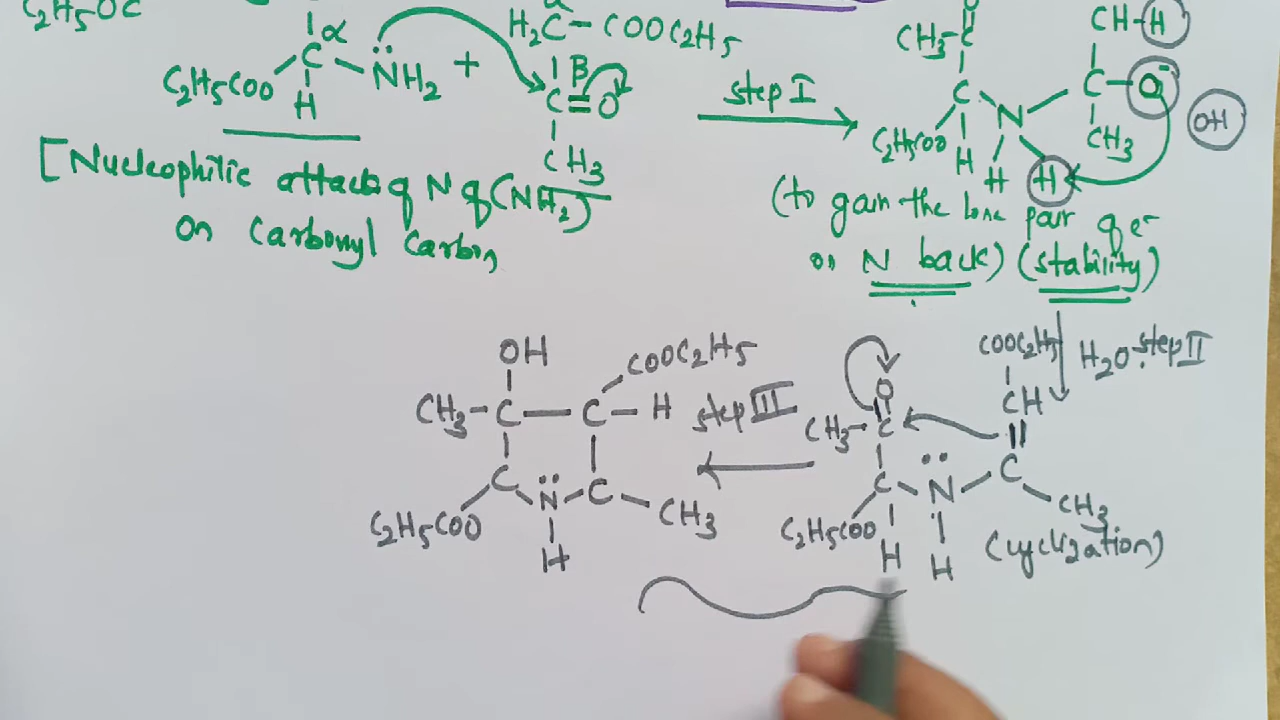 C₂H₅OC
Cα
C₂H₅COO
H
N̈H₂ +
α
H₂C – COOC₂H₅
β
C = O
CH₃
step I
O
CH₃ – C
C
C₂H₅COO
H
N
H
H
CH – H
C – O⁻
CH₃
OH
[Nucleophilic attack of N of (NH₂)
on carbonyl carbon
(to gain the lone pair of e⁻
on N back) (stability)
H₂O step II
OH
CH₃ – C — C – H
COOC₂H₅
C
N̈
C
C₂H₅COO
CH₃
H
step III
O
CH₃ – C
C
N̈
C
C₂H₅COO
H
H
COOC₂H₅
CH
CH₃
(cyclization)